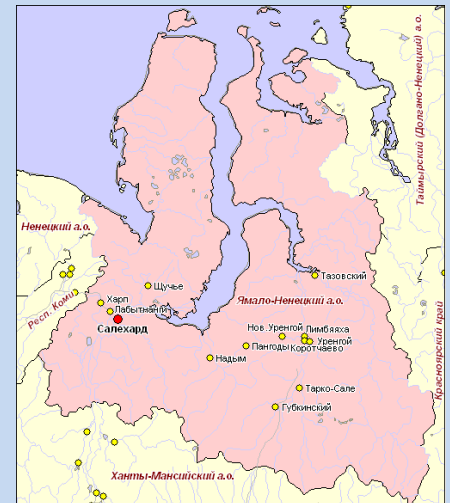 Таймырский (Долгано-Ненецкий) а.о.
Ненецкий а.о.
Тазовский
Щучье
Ямало-Ненецкий а.о.
Харп
Респ. Коми
Лабытнанги
Салехард
Красноярский край
Нов. Уренгой
Лимбяяха
Уренгой
Пангоды
Коротчаево
Надым
Тарко-Сале
Губкинский
Ханты-Мансийский а.о.